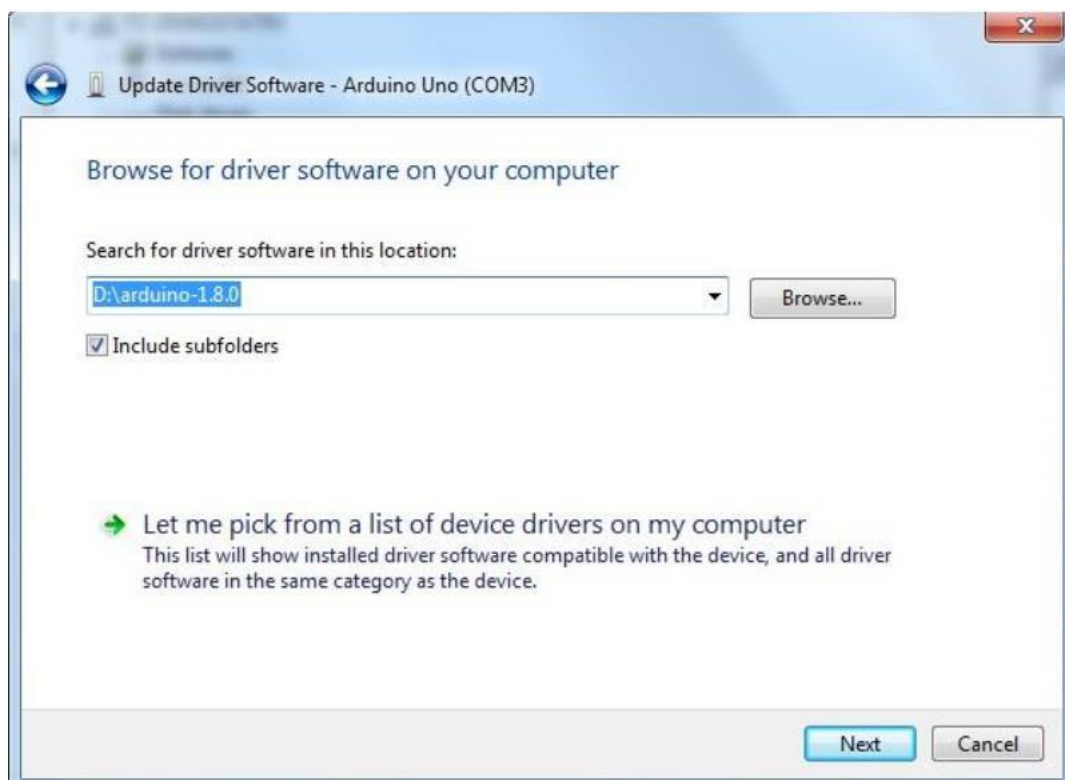 Update Driver Software - Arduino Uno (COM3)
Browse for driver software on your computer
Search for driver software in this location:
D:\arduino-1.8.0
Browse...
Include subfolders
Let me pick from a list of device drivers on my computer
This list will show installed driver software compatible with the device, and all driver
software in the same category as the device.
Next
Cancel